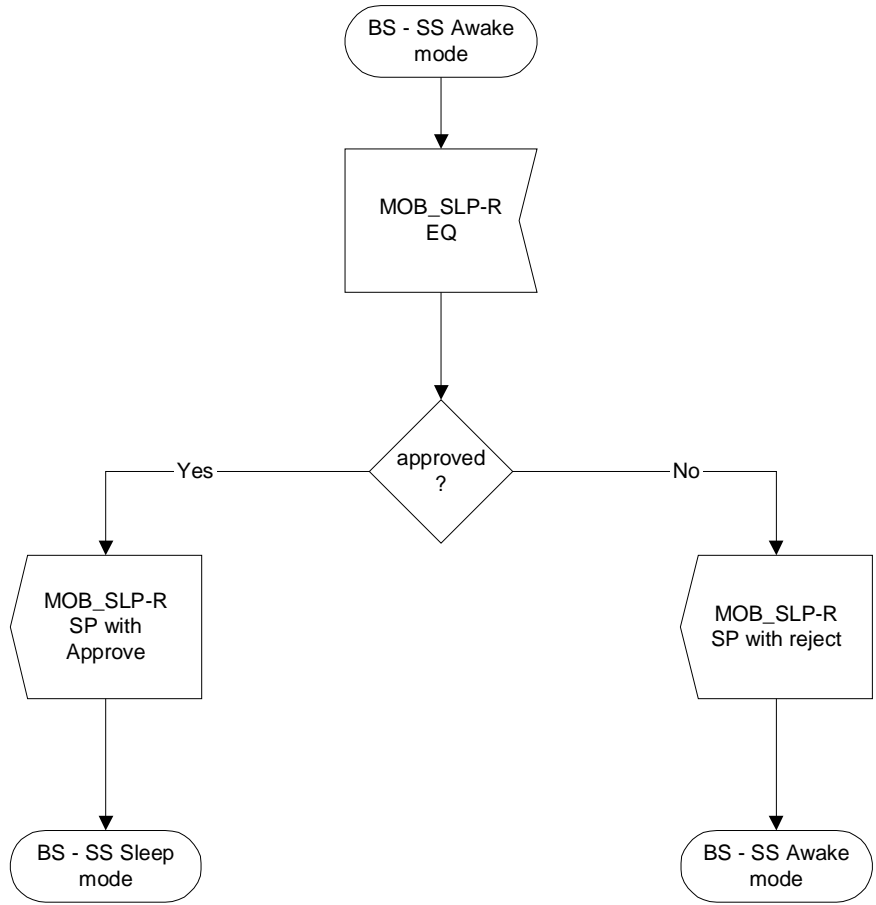 BS - SS Awake
mode
MOB_SLP-R
EQ
approved
?
Yes
No
MOB_SLP-R
SP with
Approve
MOB_SLP-R
SP with reject
BS - SS Sleep
mode
BS - SS Awake
mode